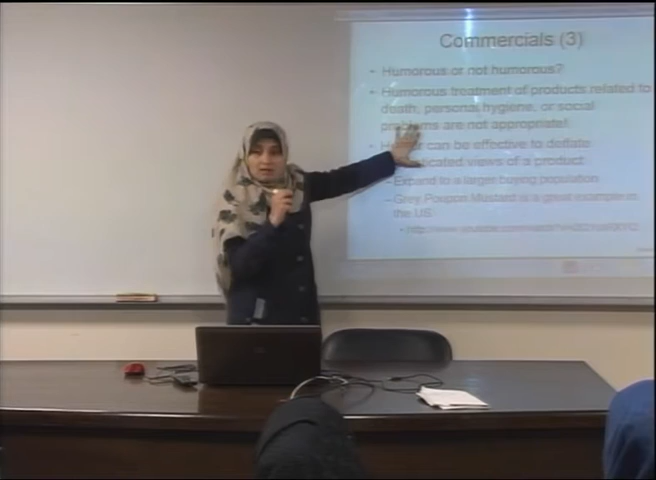 Commercials (3)
• Humorous or not humorous?
• Humorous treatment of products related to
death, personal hygiene, or social
problems are not appropriate!
• can be effective to deflate
views of a product
– Expand to a larger buying population
– Grey Poupon Mustard is a great example in
the US